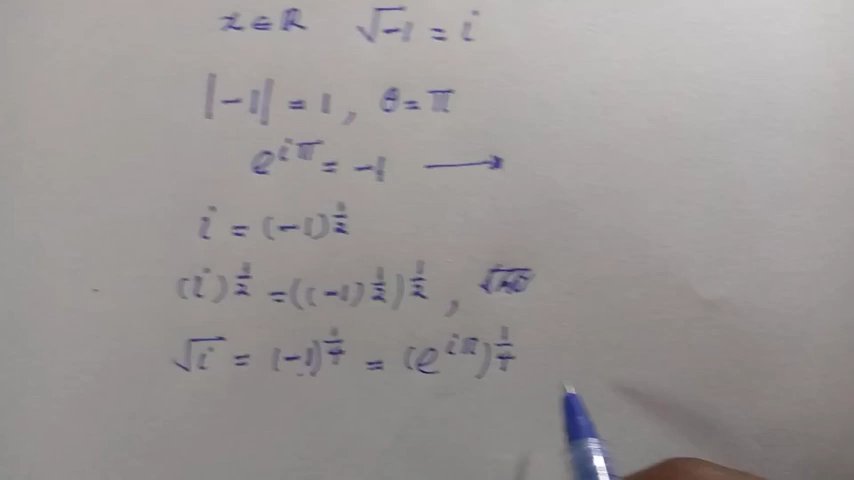 x ∈ R √-1 = i
|-1| = 1, θ = π
e^{iπ} = -1 ⟶
i = (-1)^{1/2}
(i)^{1/2} = ((-1)^{1/2})^{1/2},
√i = (-1)^{1/4} = (e^{iπ})^{1/4}